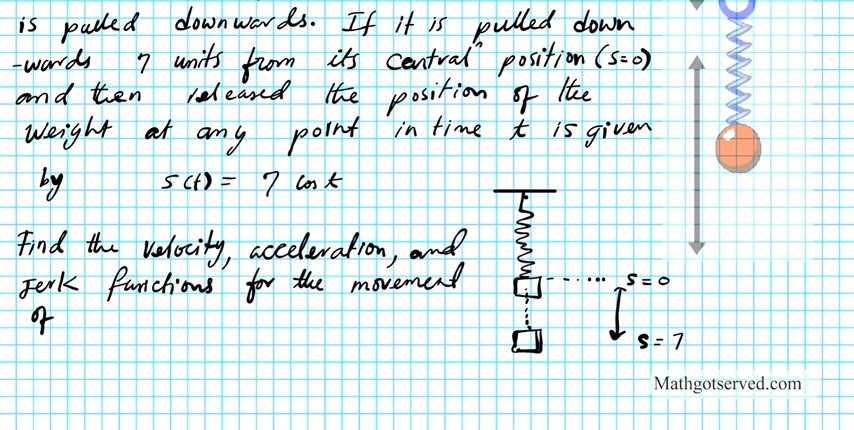 is pulled downwards. If it is pulled down
-wards 7 units from its central position (s=0)
and then released the position of the
weight at any point in time t is given
by s(t) = 7 cos t
Find the velocity, acceleration, and
Jerk functions for the movement
of
s = 0
s = 7
Mathgotserved.com